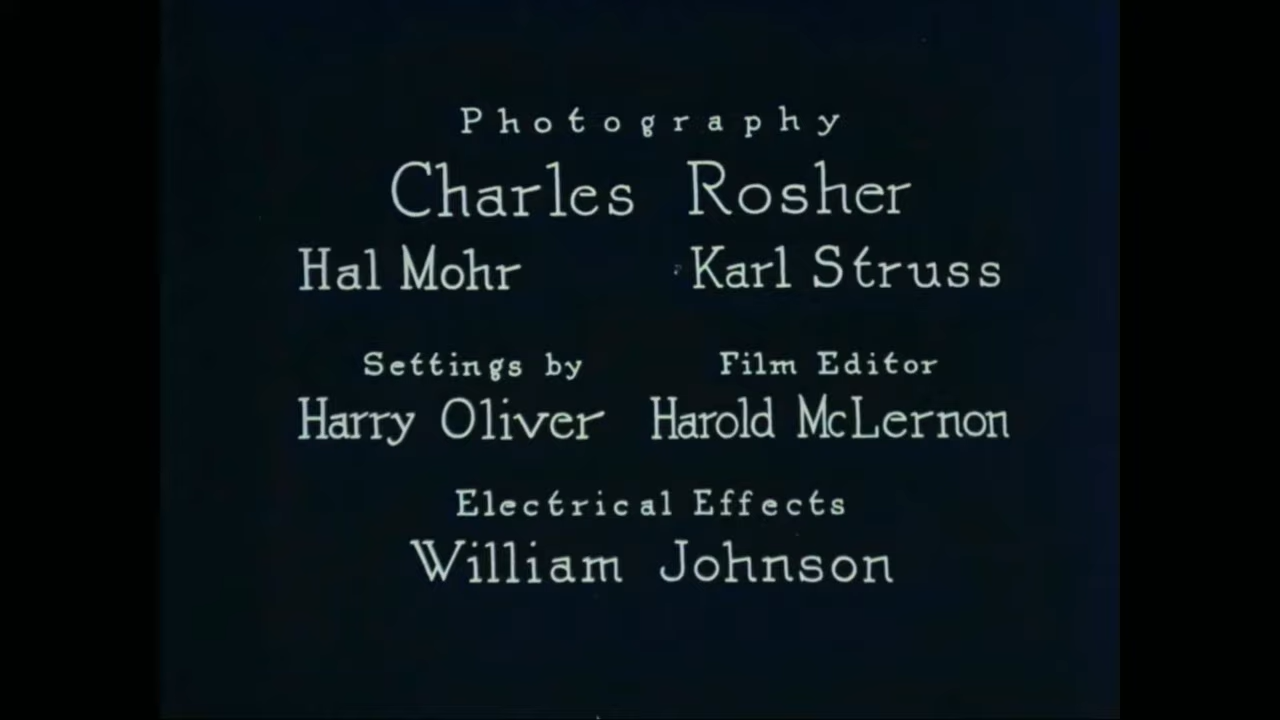 Photography
Charles Rosher
Hal Mohr Karl Struss
Settings by Film Editor
Harry Oliver Harold McLernon
Electrical Effects
William Johnson